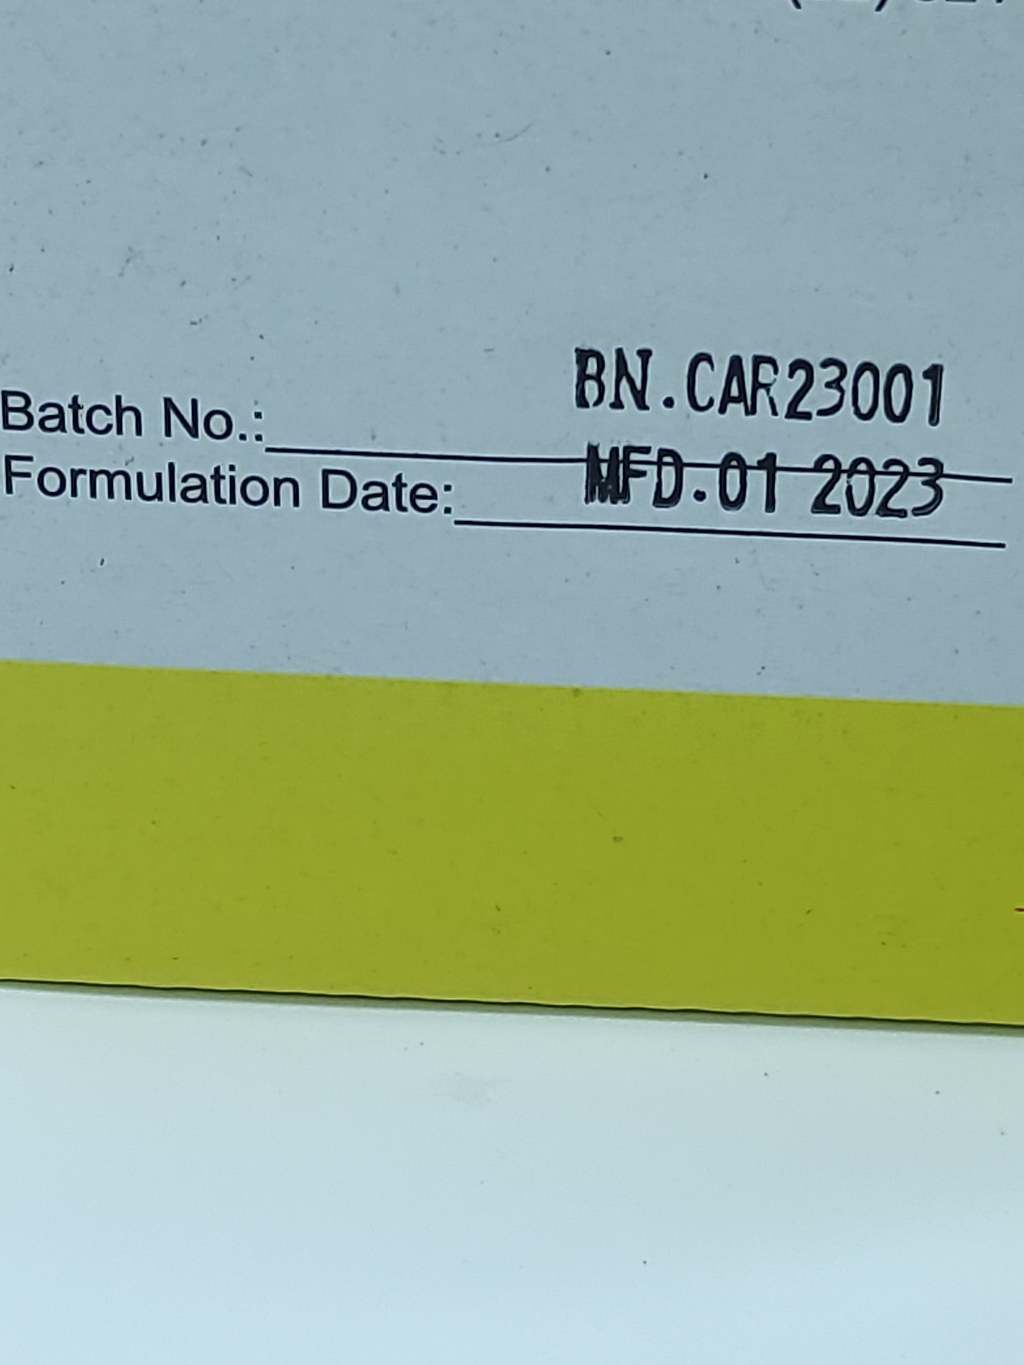 Batch No.: BN.CAR23001
Formulation Date: MFD.01 2023